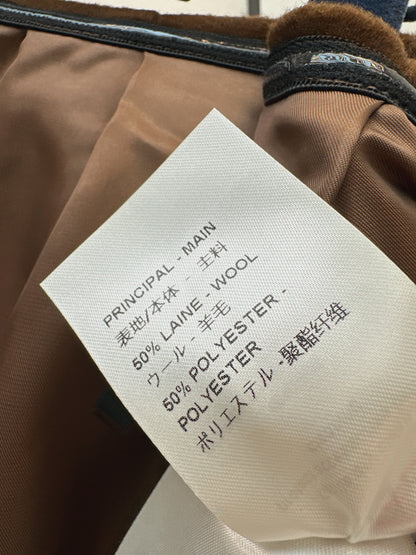 PRINCIPAL - MAIN
表地/本体 - 主料
50% LAINE - WOOL
ウール - 羊毛
50% POLYESTER -
POLYESTER
ポリエステル - 聚酯纤维